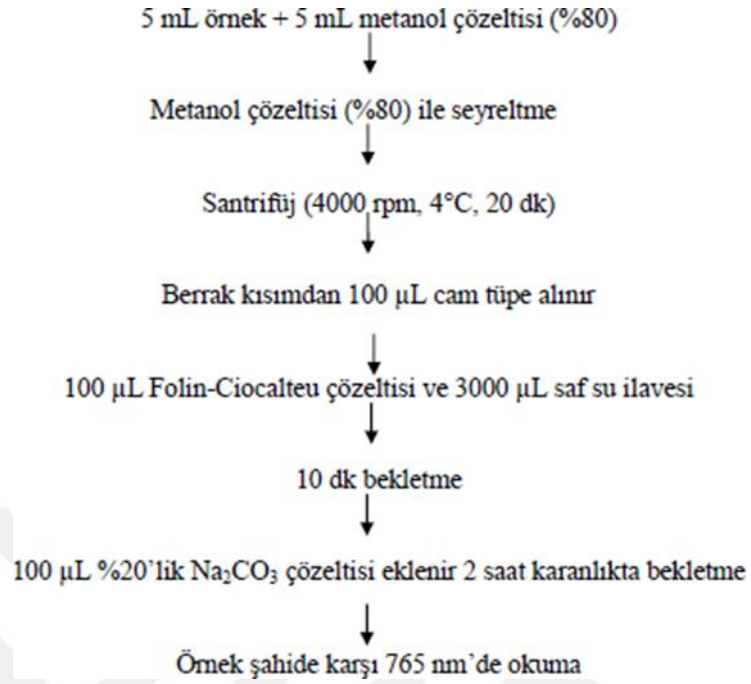 5 mL örnek + 5 mL metanol çözeltisi (%80)
Metanol çözeltisi (%80) ile seyreltme
Santrifüj (4000 rpm, 4°C, 20 dk)
Berrak kısımdan 100 µL cam tüpe alınır
100 µL Folin-Ciocalteu çözeltisi ve 3000 µL saf su ilavesi
10 dk bekletme
100 µL %20’lik Na₂CO₃ çözeltisi eklenir 2 saat karanlıkta bekletme
Örnek şahide karşı 765 nm’de okuma